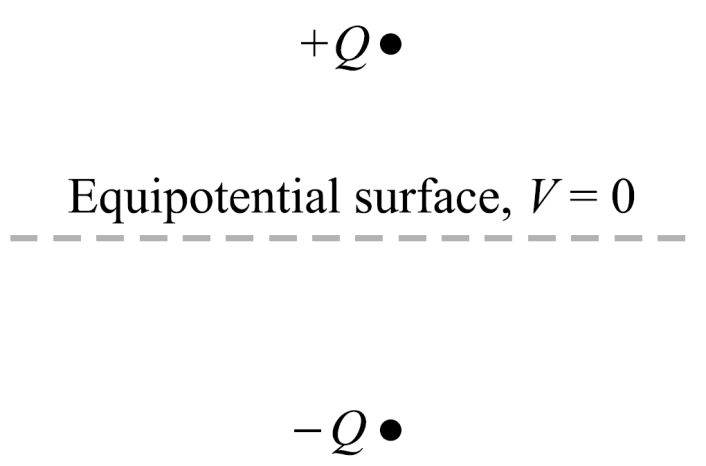 +Q
Equipotential surface, V = 0
−Q